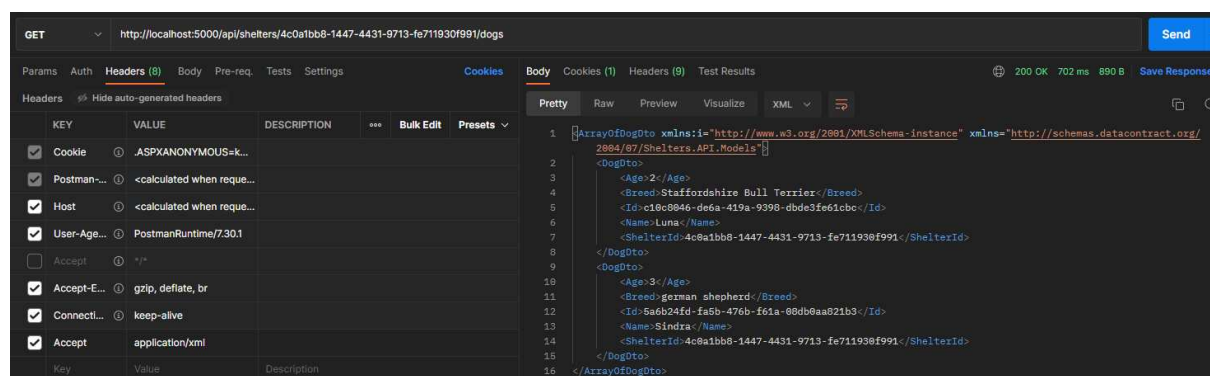 GET http://localhost:5000/api/shelters/4c0a1bb8-1447-4431-9713-fe711930f991/dogs Send
Params Auth Headers (8) Body Pre-req. Tests Settings Cookies
Headers Hide auto-generated headers
KEY VALUE DESCRIPTION ooo Bulk Edit Presets
Cookie .ASPXANONYMOUS=k...
Postman-... <calculated when reque...
Host <calculated when reque...
User-Age... PostmanRuntime/7.30.1
Accept */*
Accept-E... gzip, deflate, br
Connecti... keep-alive
Accept application/xml
Key Value Description
Body Cookies (1) Headers (9) Test Results 200 OK 702 ms 890 B Save Response
Pretty Raw Preview Visualize XML
1 <ArrayOfDogDto xmlns:i="http://www.w3.org/2001/XMLSchema-instance" xmlns="http://schemas.datacontract.org/
2004/07/Shelters.API.Models">
2 <DogDto>
3 <Age>2</Age>
4 <Breed>Staffordshire Bull Terrier</Breed>
5 <Id>c10c8046-de6a-419a-9398-dbde3fe61cbc</Id>
6 <Name>Luna</Name>
7 <ShelterId>4c0a1bb8-1447-4431-9713-fe711930f991</ShelterId>
8 </DogDto>
9 <DogDto>
10 <Age>3</Age>
11 <Breed>german shepherd</Breed>
12 <Id>5a6b24fd-fa5b-476b-f61a-08db0aa821b3</Id>
13 <Name>Sindra</Name>
14 <ShelterId>4c0a1bb8-1447-4431-9713-fe711930f991</ShelterId>
15 </DogDto>
16 </ArrayOfDogDto>